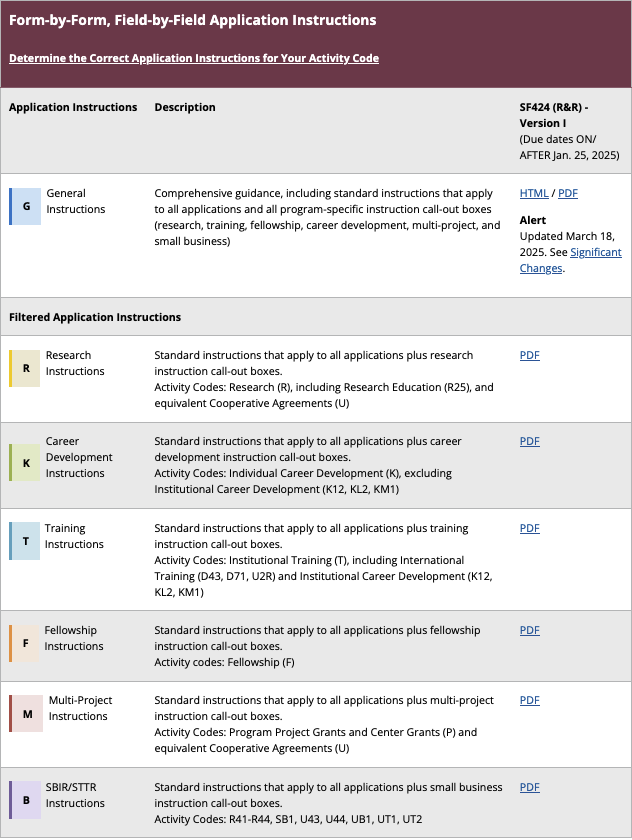 Form-by-Form, Field-by-Field Application Instructions
Determine the Correct Application Instructions for Your Activity Code
Application Instructions
Description
SF424 (R&R) -
Version I
(Due dates ON/
AFTER Jan. 25, 2025)
G
General
Instructions
Comprehensive guidance, including standard instructions that apply
to all applications and all program-specific instruction call-out boxes
(research, training, fellowship, career development, multi-project, and
small business)
HTML / PDF
Alert
Updated March 18,
2025. See Significant
Changes.
Filtered Application Instructions
R
Research
Instructions
Standard instructions that apply to all applications plus research
instruction call-out boxes.
Activity Codes: Research (R), including Research Education (R25), and
equivalent Cooperative Agreements (U)
PDF
K
Career
Development
Instructions
Standard instructions that apply to all applications plus career
development instruction call-out boxes.
Activity Codes: Individual Career Development (K), excluding
Institutional Career Development (K12, KL2, KM1)
PDF
T
Training
Instructions
Standard instructions that apply to all applications plus training
instruction call-out boxes.
Activity Codes: Institutional Training (T), including International
Training (D43, D71, U2R) and Institutional Career Development (K12,
KL2, KM1)
PDF
F
Fellowship
Instructions
Standard instructions that apply to all applications plus fellowship
instruction call-out boxes.
Activity codes: Fellowship (F)
PDF
M
Multi-Project
Instructions
Standard instructions that apply to all applications plus multi-project
instruction call-out boxes.
Activity Codes: Program Project Grants and Center Grants (P) and
equivalent Cooperative Agreements (U)
PDF
B
SBIR/STTR
Instructions
Standard instructions that apply to all applications plus small business
instruction call-out boxes.
Activity Codes: R41-R44, SB1, U43, U44, UB1, UT1, UT2
PDF